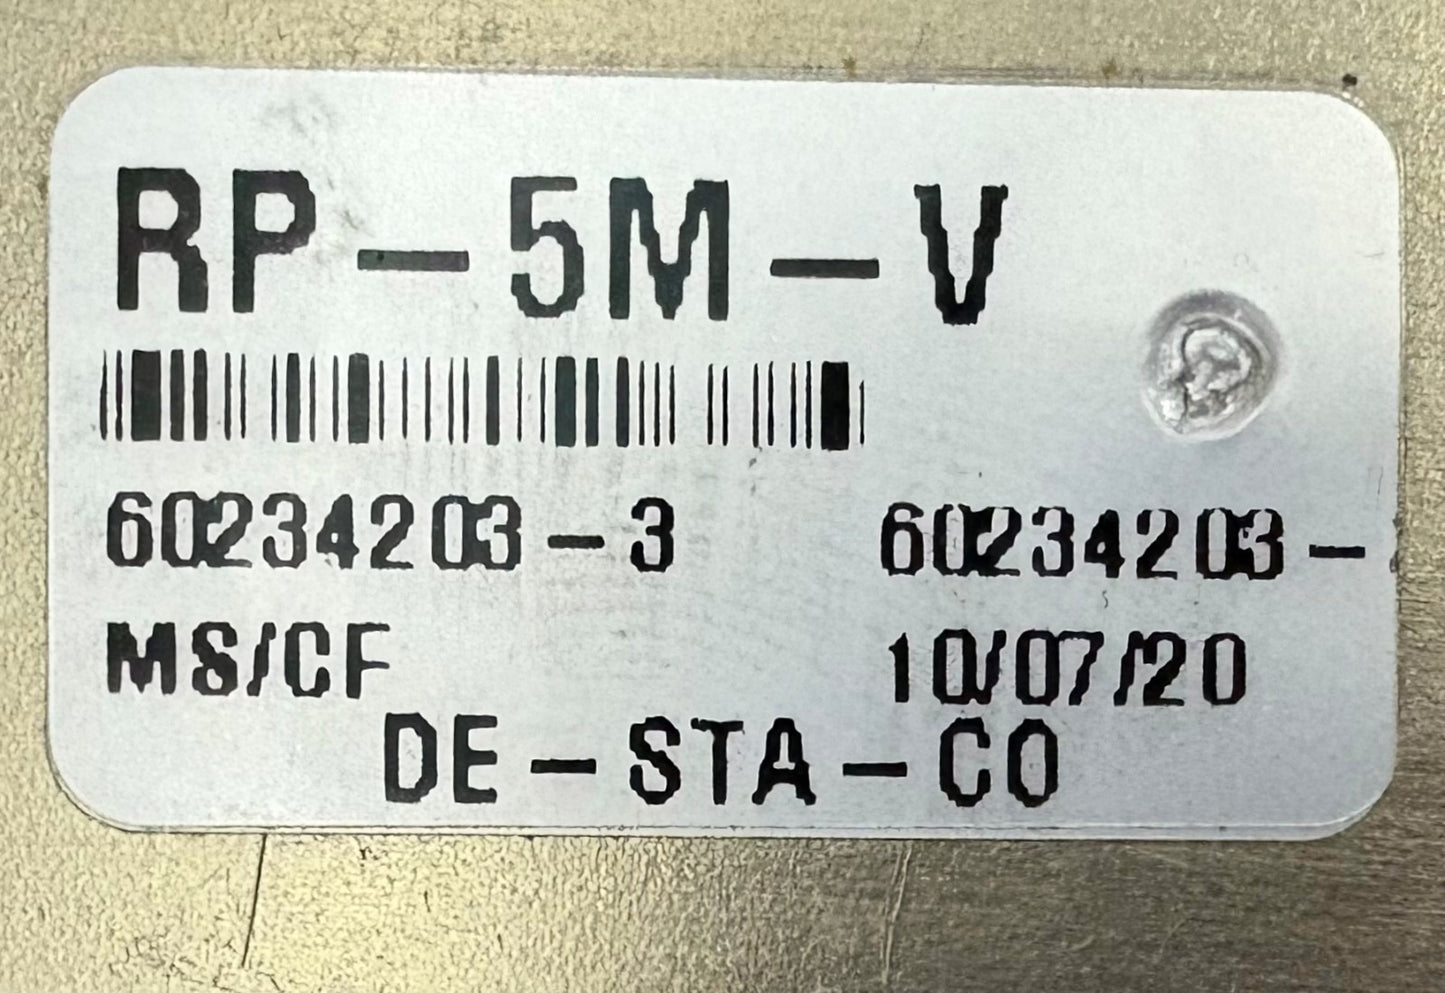 RP-5M-V
60234203-3 60234203-
MS/CF 10/07/20
DE-STA-CO